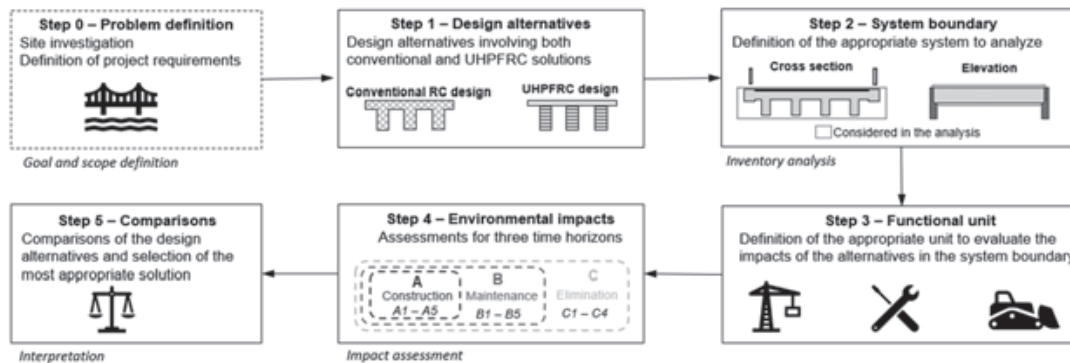 Step 0 – Problem definition
Site investigation
Definition of project requirements
Goal and scope definition
Step 1 – Design alternatives
Design alternatives involving both
conventional and UHPFRC solutions
Conventional RC design
UHPFRC design
Step 2 – System boundary
Definition of the appropriate system to analyze
Cross section
Elevation
Considered in the analysis
Inventory analysis
Step 3 – Functional unit
Definition of the appropriate unit to evaluate the
impacts of the alternatives in the system boundary
Step 4 – Environmental impacts
Assessments for three time horizons
A
Construction
A1 – A5
B
Maintenance
B1 – B5
C
Elimination
C1 – C4
Impact assessment
Step 5 – Comparisons
Comparisons of the design
alternatives and selection of the
most appropriate solution
Interpretation